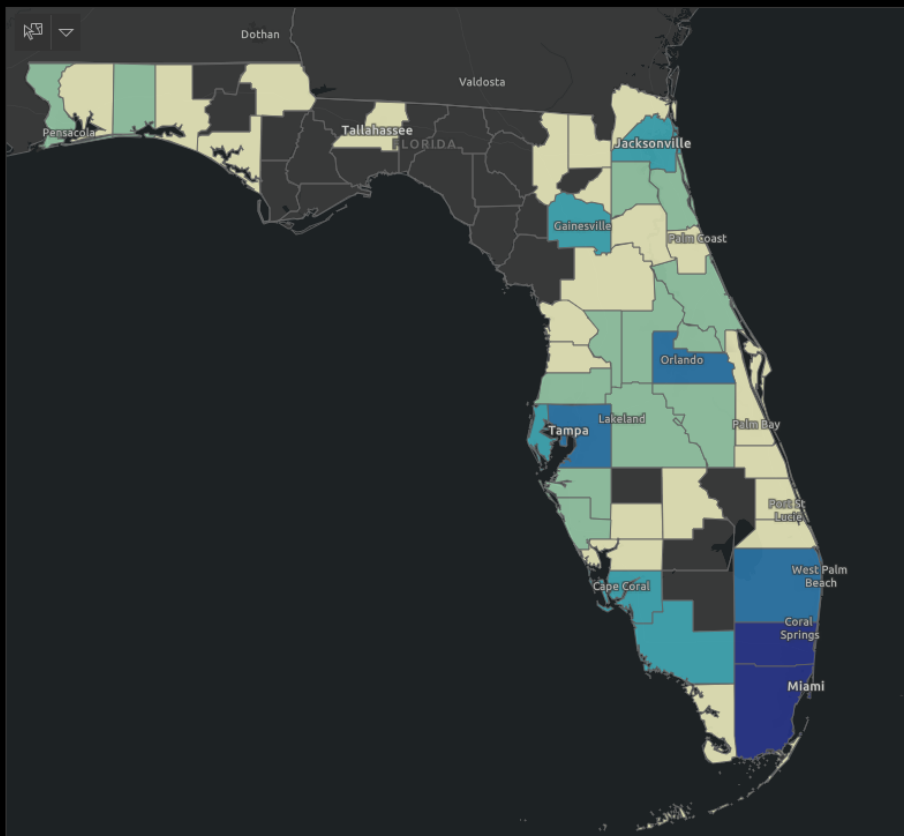 Dothan
Valdosta
Pensacola
Tallahassee
FLORIDA
Jacksonville
Gainesville
Palm Coast
Orlando
Lakeland
Tampa
Palm Bay
Port St
Lucie
Cape Coral
West Palm
Beach
Coral
Springs
Miami